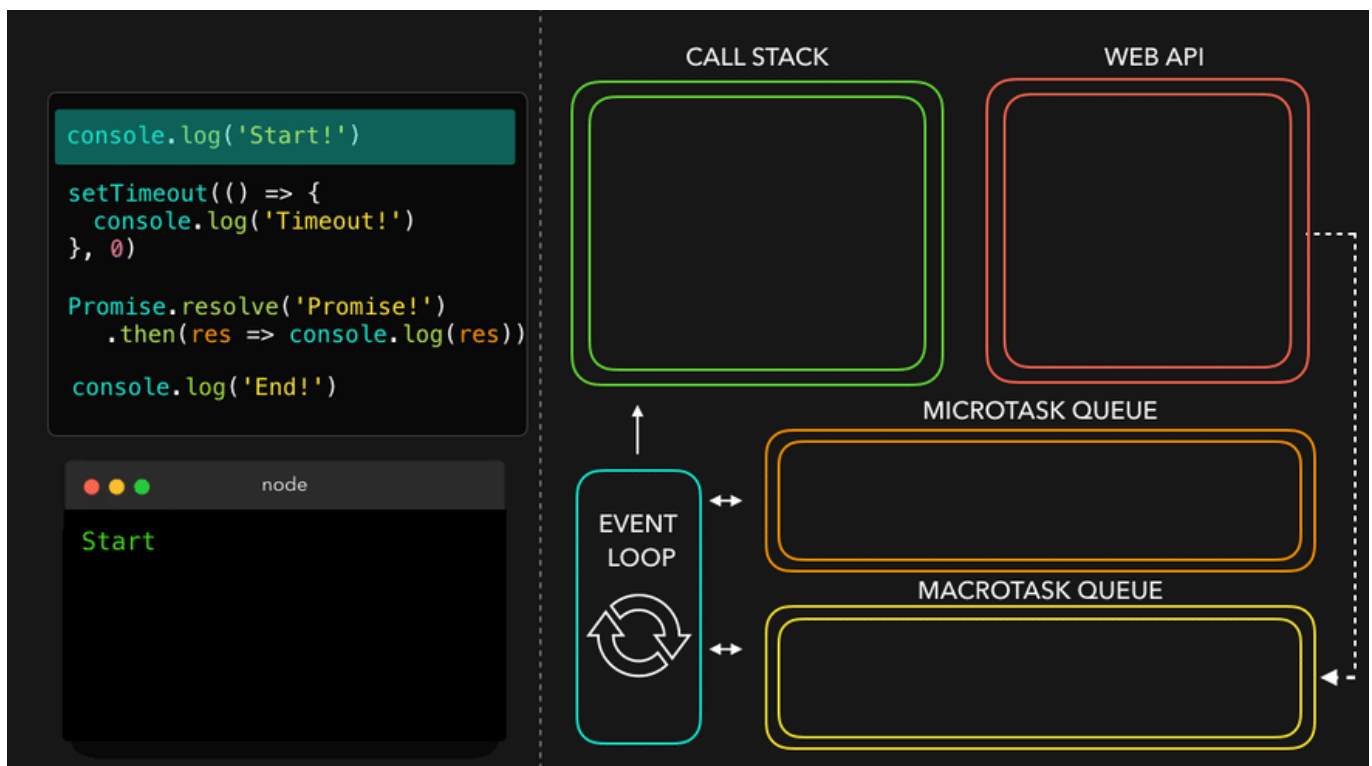 console.log('Start!')
setTimeout(() => {
  console.log('Timeout!')
}, 0)
Promise.resolve('Promise!')
   .then(res => console.log(res))
console.log('End!')
node
Start
CALL STACK
WEB API
MICROTASK QUEUE
EVENT
LOOP
MACROTASK QUEUE